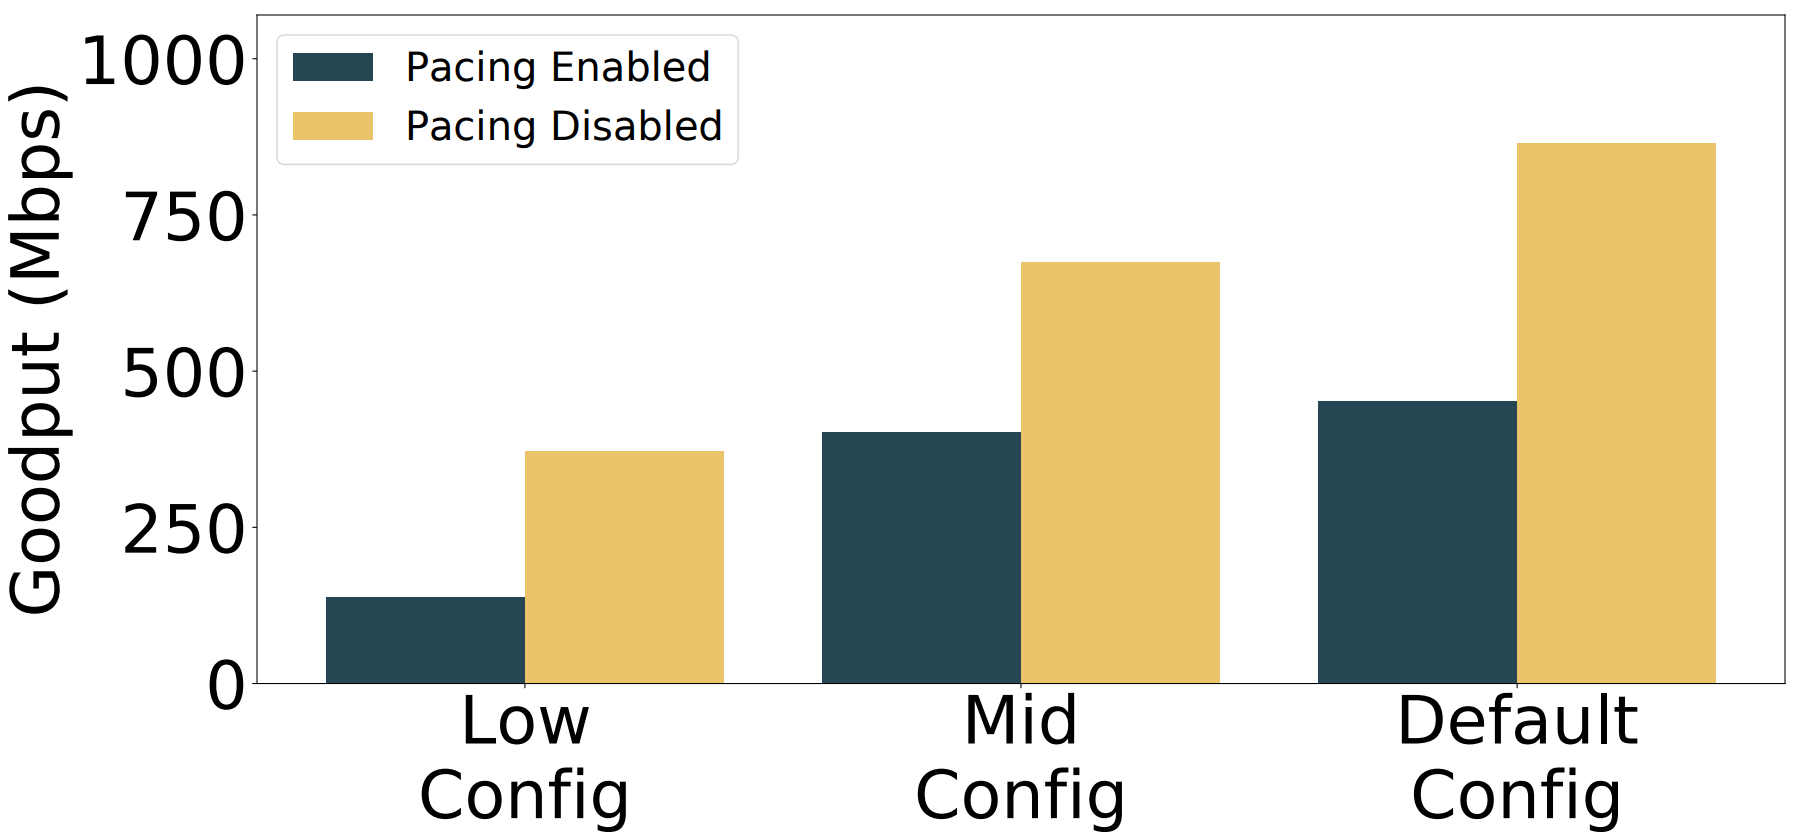 Goodput (Mbps)
1000
750
500
250
0
Pacing Enabled
Pacing Disabled
Low
Config
Mid
Config
Default
Config